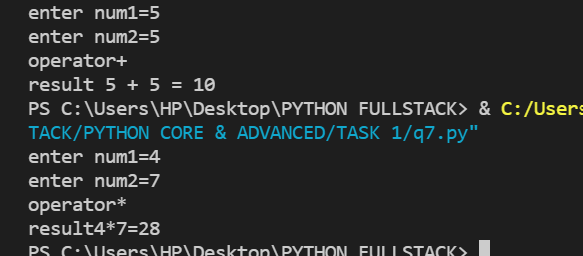 enter num1=5
enter num2=5
operator+
result 5 + 5 = 10
PS C:\Users\HP\Desktop\PYTHON FULLSTACK> & C:/Users
TACK/PYTHON CORE & ADVANCED/TASK 1/q7.py"
enter num1=4
enter num2=7
operator*
result4*7=28
PS C:\Users\HP\Desktop\PYTHON FULLSTACK>